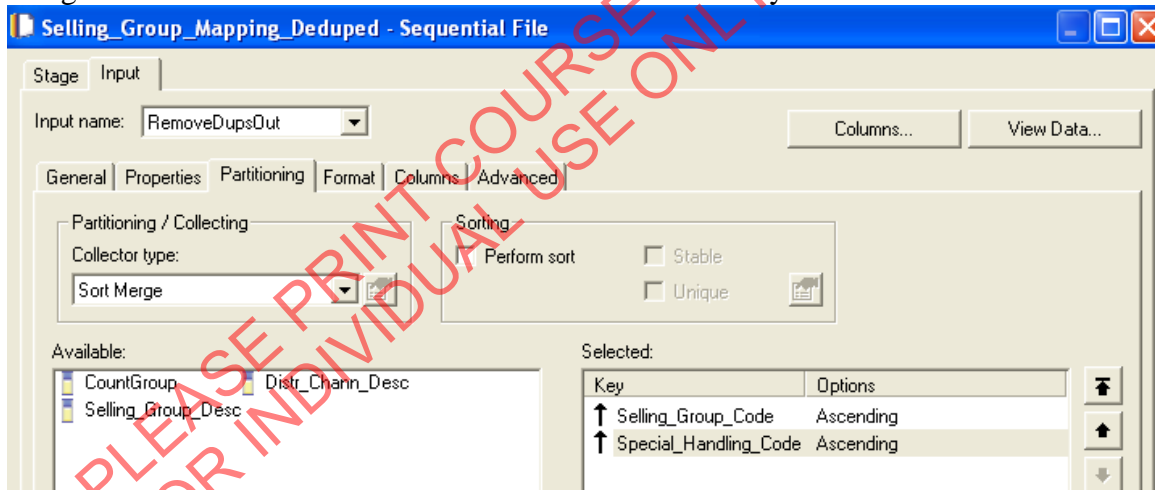 Selling_Group_Mapping_Deduped - Sequential File
Stage Input
Input name: RemoveDupsOut Columns... View Data...
General Properties Partitioning Format Columns Advanced
Partitioning / Collecting Sorting
Collector type: Perform sort Stable
Sort Merge Unique
Available: Selected:
CountGroup Distr_Chann_Desc Key Options
Selling_Group_Desc Selling_Group_Code Ascending
Special_Handling_Code Ascending
PLEASE PRINT COURSE
FOR INDIVIDUAL USE ONLY